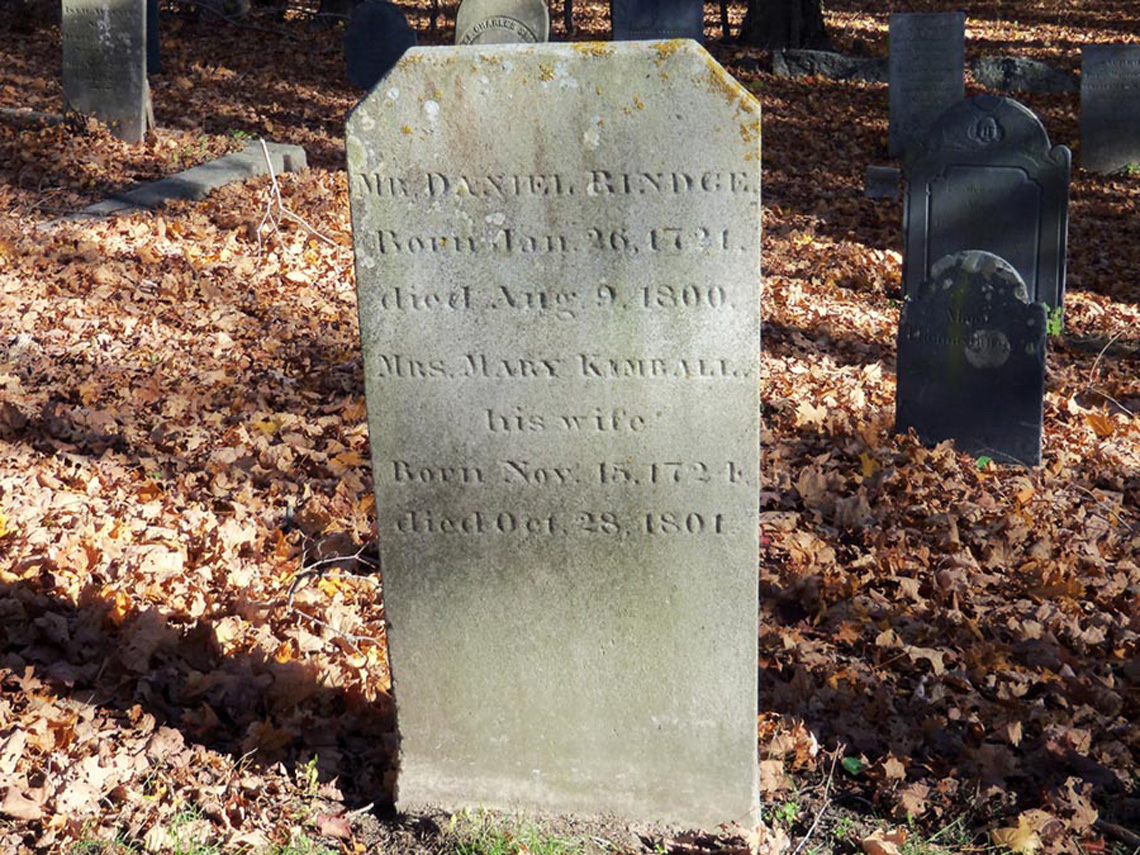 CHARLES
MR. DANIEL RINDGE.
Born Jan. 26, 1721.
died Aug. 9, 1800.
MRS. MARY KIMBALL.
his wife
Born Nov. 15, 1724.
died Oct. 28, 1801.